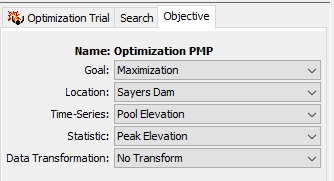 Optimization Trial Search Objective
Name: Optimization PMP
Goal: Maximization
Location: Sayers Dam
Time-Series: Pool Elevation
Statistic: Peak Elevation
Data Transformation: No Transform